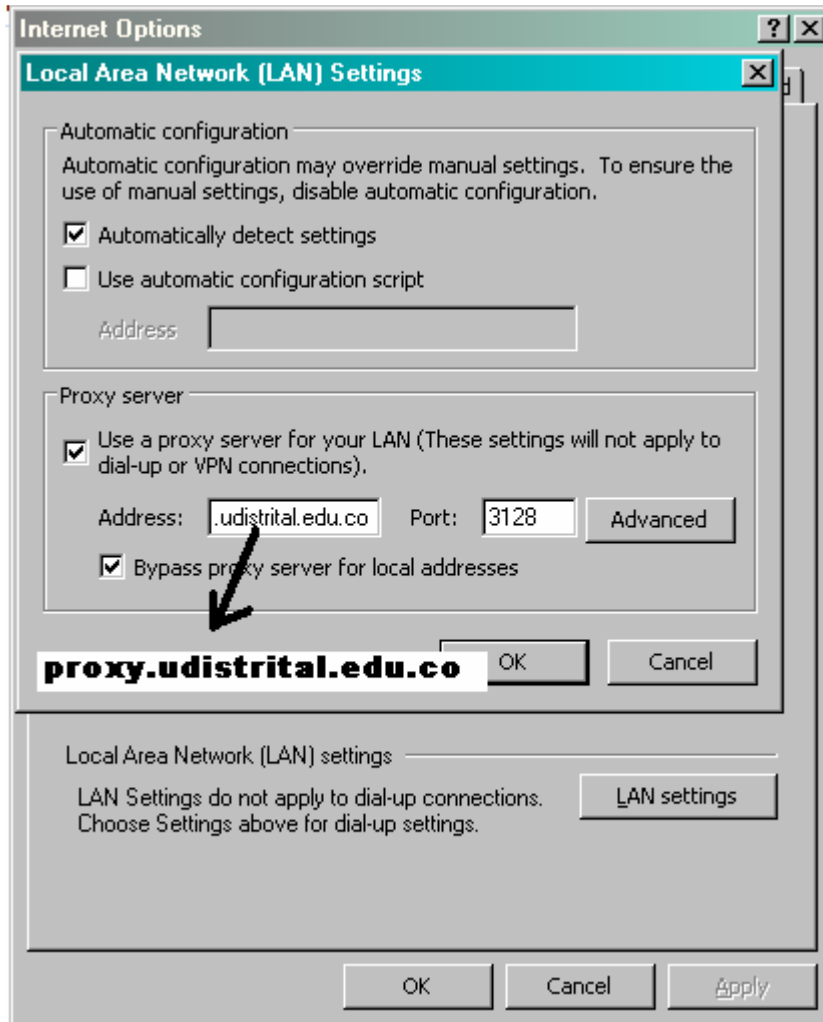 Internet Options
Local Area Network (LAN) Settings
Automatic configuration
Automatic configuration may override manual settings. To ensure the
use of manual settings, disable automatic configuration.
Automatically detect settings
Use automatic configuration script
Address
Proxy server
Use a proxy server for your LAN (These settings will not apply to
dial-up or VPN connections).
Address: .udistrital.edu.co Port: 3128 Advanced
Bypass proxy server for local addresses
proxy.udistrital.edu.co OK Cancel
Local Area Network (LAN) settings
LAN Settings do not apply to dial-up connections.
Choose Settings above for dial-up settings.
LAN settings
OK Cancel Apply